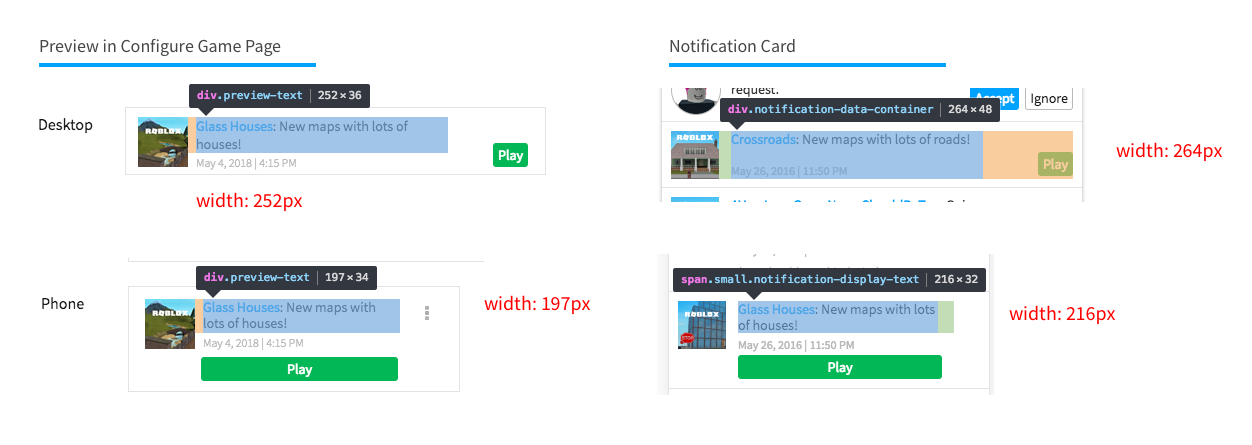 Preview in Configure Game Page
Notification Card
div.preview-text | 252 × 36
request.
Accept
Ignore
div.notification-data-container | 264 × 48
Desktop
ROBLOX
Glass Houses: New maps with lots of
houses!
May 4, 2018 | 4:15 PM
Play
ROBLOX
Crossroads: New maps with lots of roads!
May 26, 2016 | 11:50 PM
Play
width: 264px
width: 252px
div.preview-text | 197 × 34
span.small.notification-display-text | 216 × 32
Phone
ROBLOX
Glass Houses: New maps with
lots of houses!
May 4, 2018 | 4:15 PM
Play
width: 197px
ROBLOX
STOP
Glass Houses: New maps with lots
of houses!
May 26, 2016 | 11:50 PM
Play
width: 216px